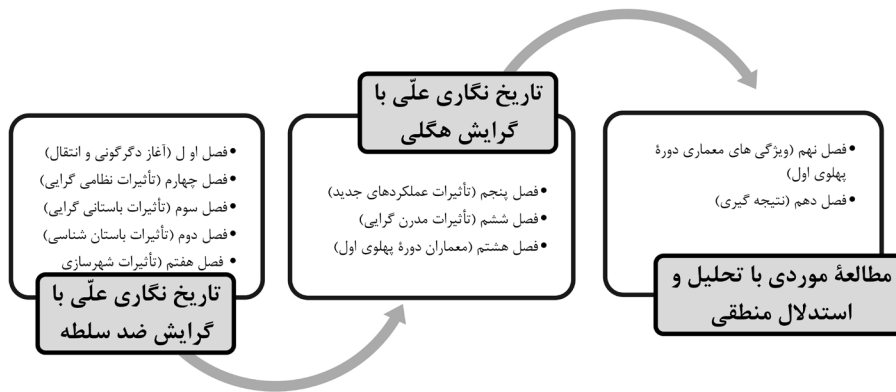 •فصل او ل (آغاز دگرگونی و انتقال)
•فصل چهارم (تأثیرات نظامی گرایی)
•فصل سوم (تأثیرات باستانی گرایی)
•فصل دوم (تأثیرات باستان شناسی)
• فصل هفتم (تأثیرات شهرسازی
تاریخ نگاری علّی با
گرایش ضد سلطه
تاریخ نگاری علّی با
گرایش هگلی
•فصل پنجم (تأثیرات عملکردهای جدید)
•فصل ششم (تأثیرات مدرن گرایی)
•فصل هشتم (معماران دورۀ پهلوی اول)
•فصل نهم (ویژگی های معماری دورۀ
پهلوی اول)
•فصل دهم (نتیجه گیری)
مطالعۀ موردی با تحلیل و
استدلال منطقی